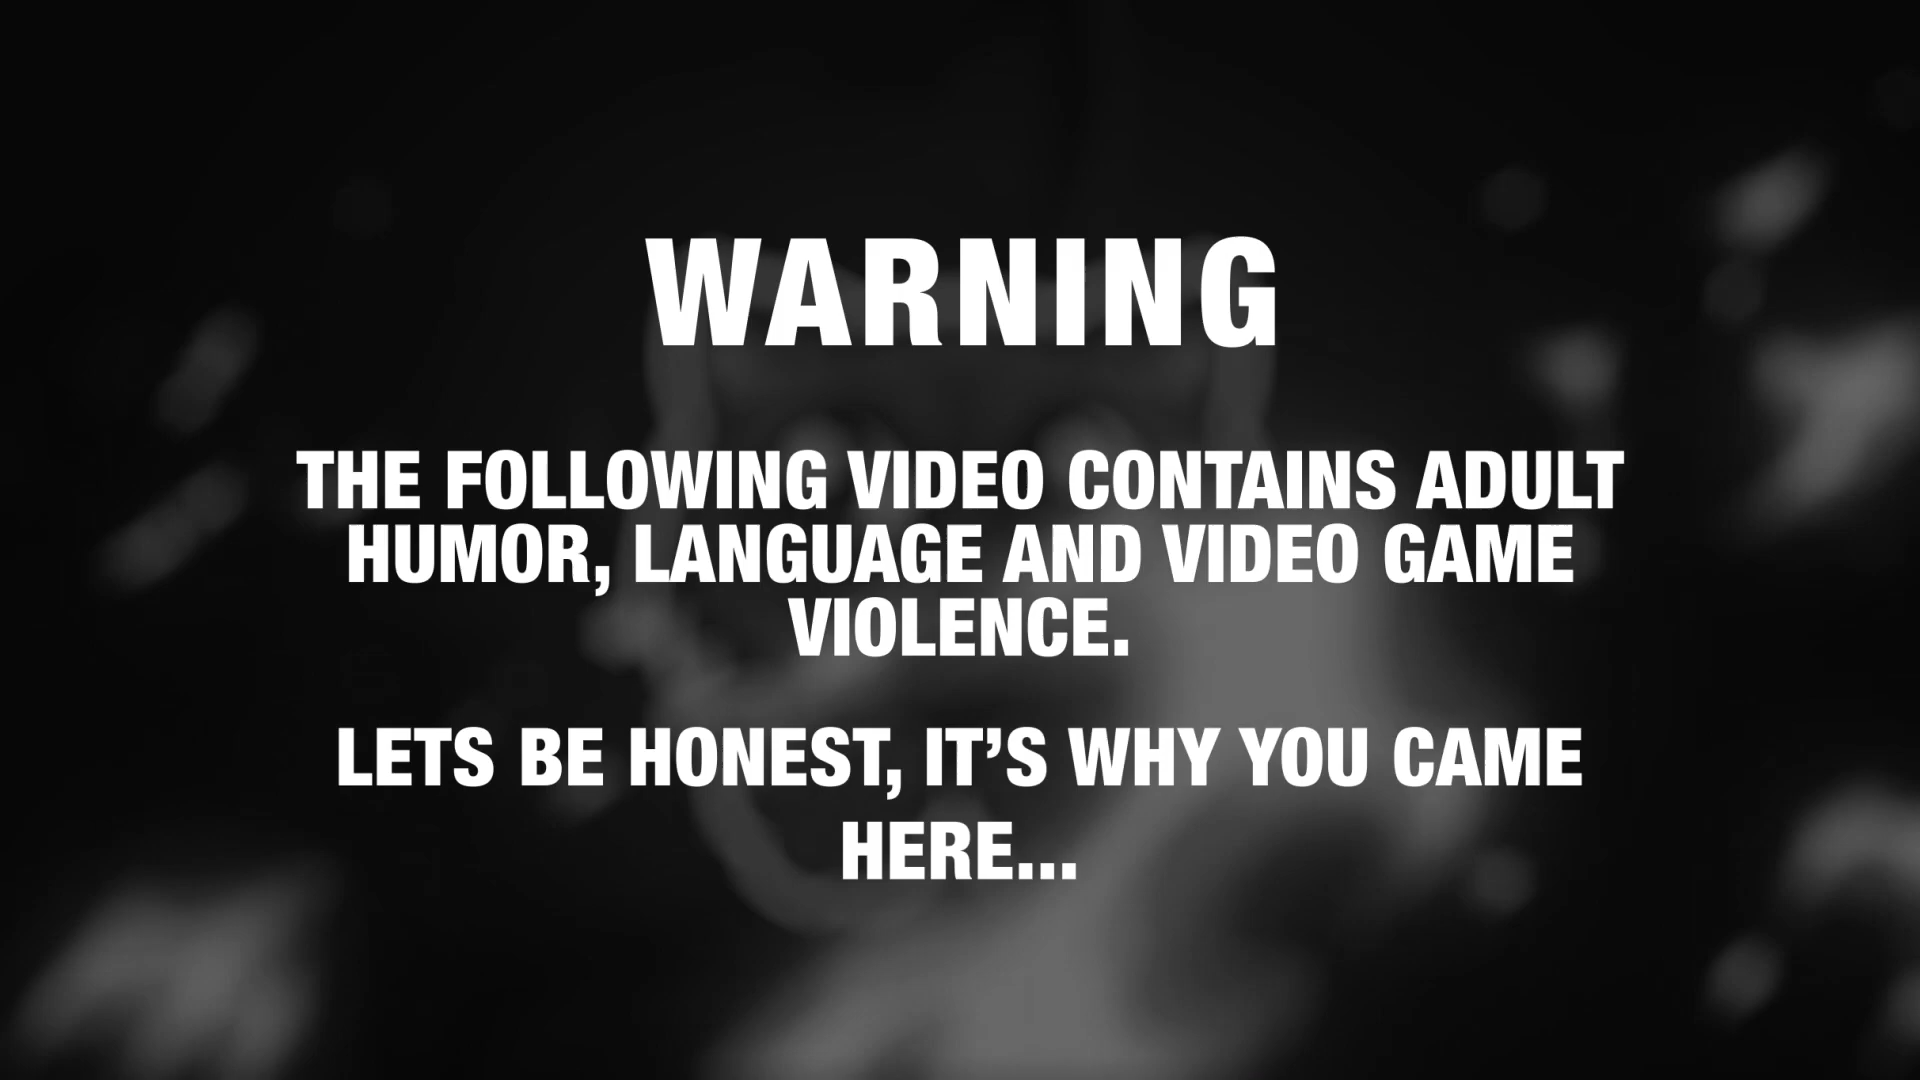 WARNING
THE FOLLOWING VIDEO CONTAINS ADULT
HUMOR, LANGUAGE AND VIDEO GAME
VIOLENCE.
LETS BE HONEST, IT’S WHY YOU CAME
HERE...